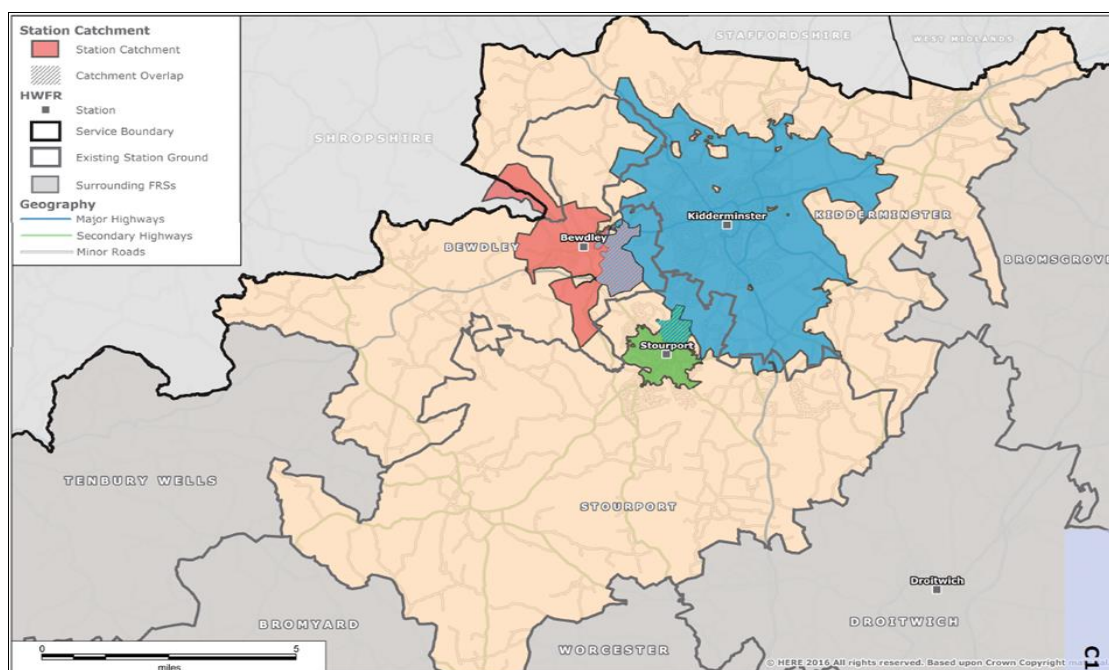 Station Catchment
Station Catchment
Catchment Overlap
HWFR
Station
Service Boundary
Existing Station Ground
Surrounding FRSs
Geography
Major Highways
Secondary Highways
Minor Roads
STAFFORDSHIRE
WEST MIDLANDS
SHROPSHIRE
Kidderminster
KIDDERMINSTER
Bewdley
BEWDLEY
BROMSGROVE
Stourport
TENBURY WELLS
STOURPORT
Droitwich
DROITWICH
BROMYARD
WORCESTER
0 5
miles
© HERE 2016 All rights reserved. Based upon Crown Copyright
C1